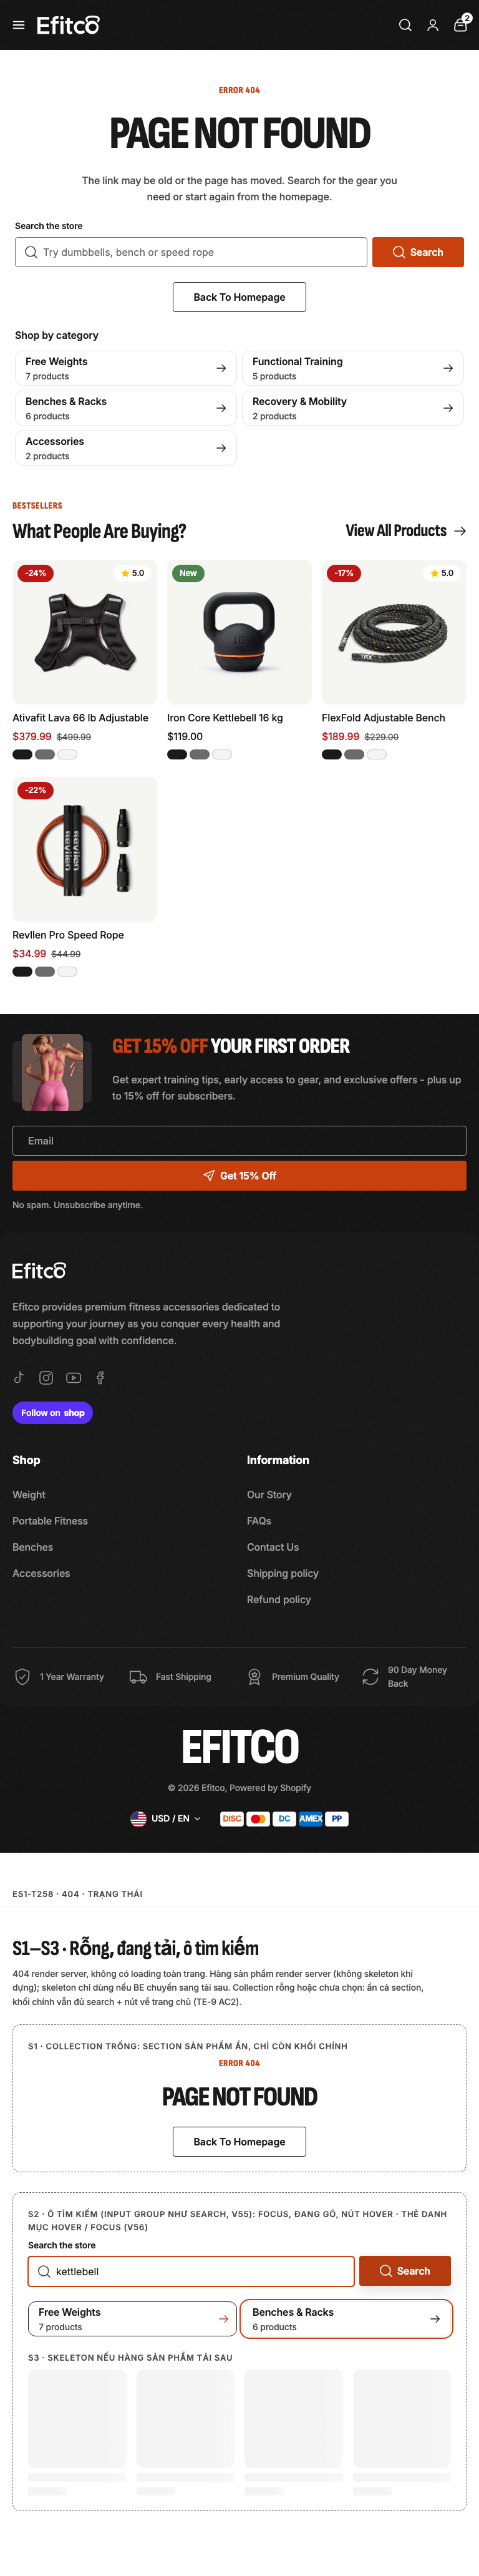 Efitco
2
ERROR 404
PAGE NOT FOUND
The link may be old or the page has moved. Search for the gear you
need or start again from the homepage.
Search the store
Try dumbbells, bench or speed rope
Search
Back To Homepage
Shop by category
Free Weights
7 products
Functional Training
5 products
Benches & Racks
6 products
Recovery & Mobility
2 products
Accessories
2 products
BESTSELLERS
What People Are Buying?
View All Products
-24%
5.0
New
16
-17%
5.0
TRX
Ativafit Lava 66 lb Adjustable
$379.99 $499.99
Iron Core Kettlebell 16 kg
$119.00
FlexFold Adjustable Bench
$189.99 $229.00
-22%
Revllen
Revllen
Revllen Pro Speed Rope
$34.99 $44.99
GET 15% OFF YOUR FIRST ORDER
Get expert training tips, early access to gear, and exclusive offers - plus up
to 15% off for subscribers.
Email
Get 15% Off
No spam. Unsubscribe anytime.
Efitco
Efitco provides premium fitness accessories dedicated to
supporting your journey as you conquer every health and
bodybuilding goal with confidence.
Follow on shop
Shop
Weight
Portable Fitness
Benches
Accessories
Information
Our Story
FAQs
Contact Us
Shipping policy
Refund policy
1 Year Warranty
Fast Shipping
Premium Quality
90 Day Money
Back
EFITCO
© 2026 Efitco, Powered by Shopify
USD / EN
DISC
DC
AMEX
PP
ES1-T258 · 404 · TRẠNG THÁI
S1–S3 · Rỗng, đang tải, ô tìm kiếm
404 render server, không có loading toàn trang. Hàng sản phẩm render server (không skeleton khi
dựng); skeleton chỉ dùng nếu BE chuyển sang tải sau. Collection rỗng hoặc chưa chọn: ẩn cả section,
khối chính vẫn đủ search + nút về trang chủ (TE-9 AC2).
S1 · COLLECTION TRỐNG: SECTION SẢN PHẨM ẨN, CHỈ CÒN KHỐI CHÍNH
ERROR 404
PAGE NOT FOUND
Back To Homepage
S2 · Ô TÌM KIẾM (INPUT GROUP NHƯ SEARCH, V55): FOCUS, ĐANG GÕ, NÚT HOVER · THẺ DANH
MỤC HOVER / FOCUS (V56)
Search the store
kettlebell
Search
Free Weights
7 products
Benches & Racks
6 products
S3 · SKELETON NẾU HÀNG SẢN PHẨM TẢI SAU